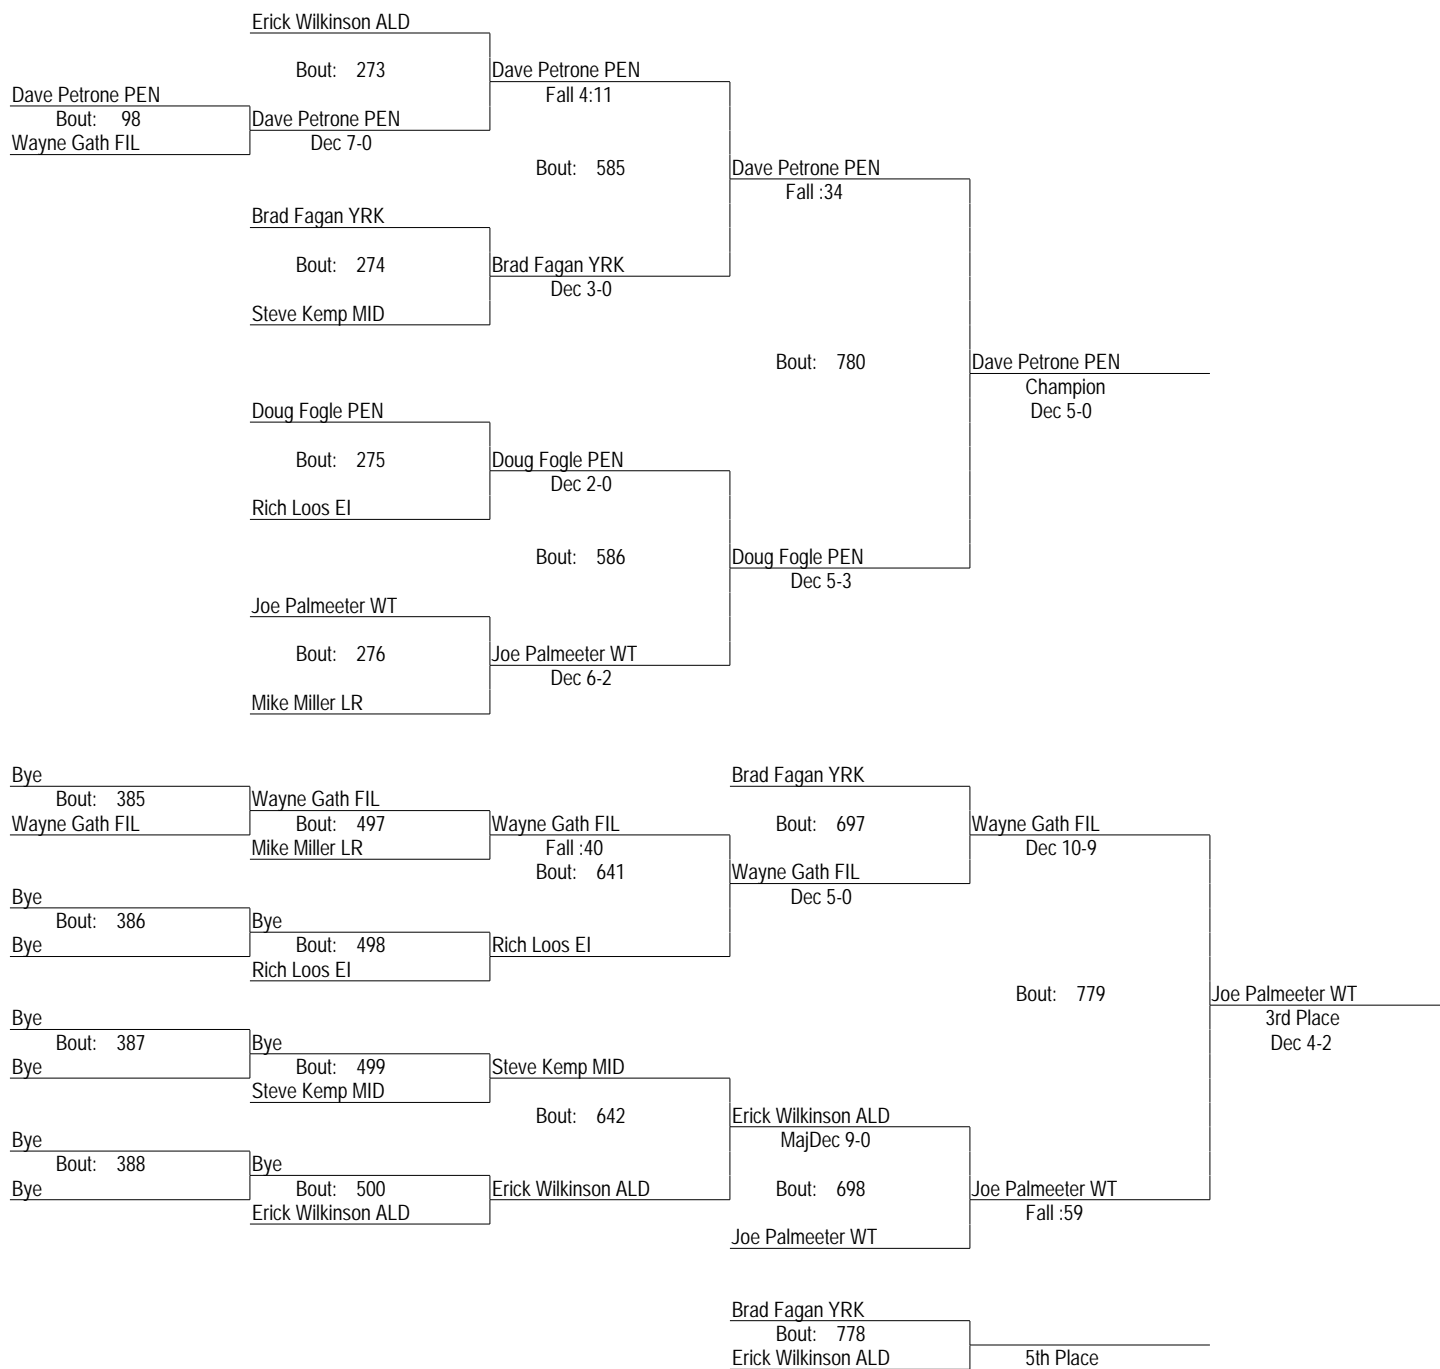 Erick Wilkinson ALD
Bout: 273
Dave Petrone PEN
Fall 4:11
Dave Petrone PEN
Bout: 98
Wayne Gath FIL
Dave Petrone PEN
Dec 7-0
Bout: 585
Dave Petrone PEN
Fall :34
Brad Fagan YRK
Bout: 274
Brad Fagan YRK
Dec 3-0
Steve Kemp MID
Bout: 780
Dave Petrone PEN
Champion
Dec 5-0
Doug Fogle PEN
Bout: 275
Doug Fogle PEN
Dec 2-0
Rich Loos EI
Bout: 586
Doug Fogle PEN
Dec 5-3
Joe Palmeeter WT
Bout: 276
Joe Palmeeter WT
Dec 6-2
Mike Miller LR
Bye
Bout: 385
Wayne Gath FIL
Wayne Gath FIL
Bout: 497
Mike Miller LR
Wayne Gath FIL
Fall :40
Bout: 641
Brad Fagan YRK
Bout: 697
Wayne Gath FIL
Dec 5-0
Wayne Gath FIL
Dec 10-9
Bye
Bout: 386
Bye
Bye
Bout: 498
Rich Loos EI
Rich Loos EI
Bout: 779
Joe Palmeeter WT
3rd Place
Dec 4-2
Bye
Bout: 387
Bye
Bye
Bout: 499
Steve Kemp MID
Steve Kemp MID
Bout: 642
Erick Wilkinson ALD
MajDec 9-0
Bye
Bout: 388
Bye
Bye
Bout: 500
Erick Wilkinson ALD
Erick Wilkinson ALD
Bout: 698
Joe Palmeeter WT
Joe Palmeeter WT
Fall :59
Brad Fagan YRK
Bout: 778
Erick Wilkinson ALD
5th Place